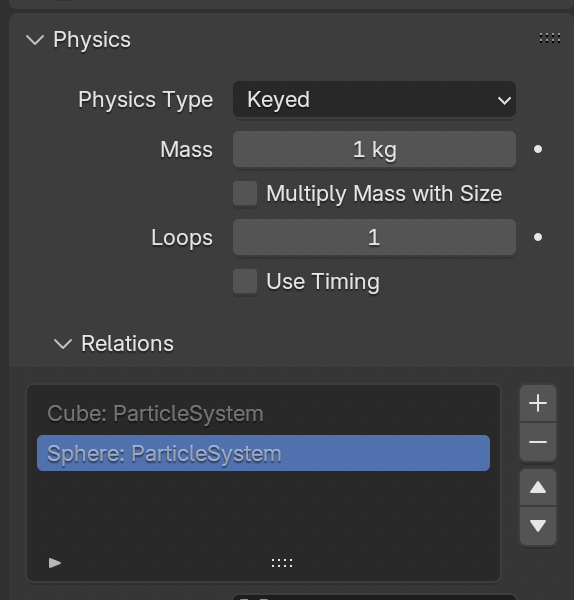 Physics
Physics Type Keyed
Mass 1 kg
Multiply Mass with Size
Loops 1
Use Timing
Relations
Cube: ParticleSystem
Sphere: ParticleSystem